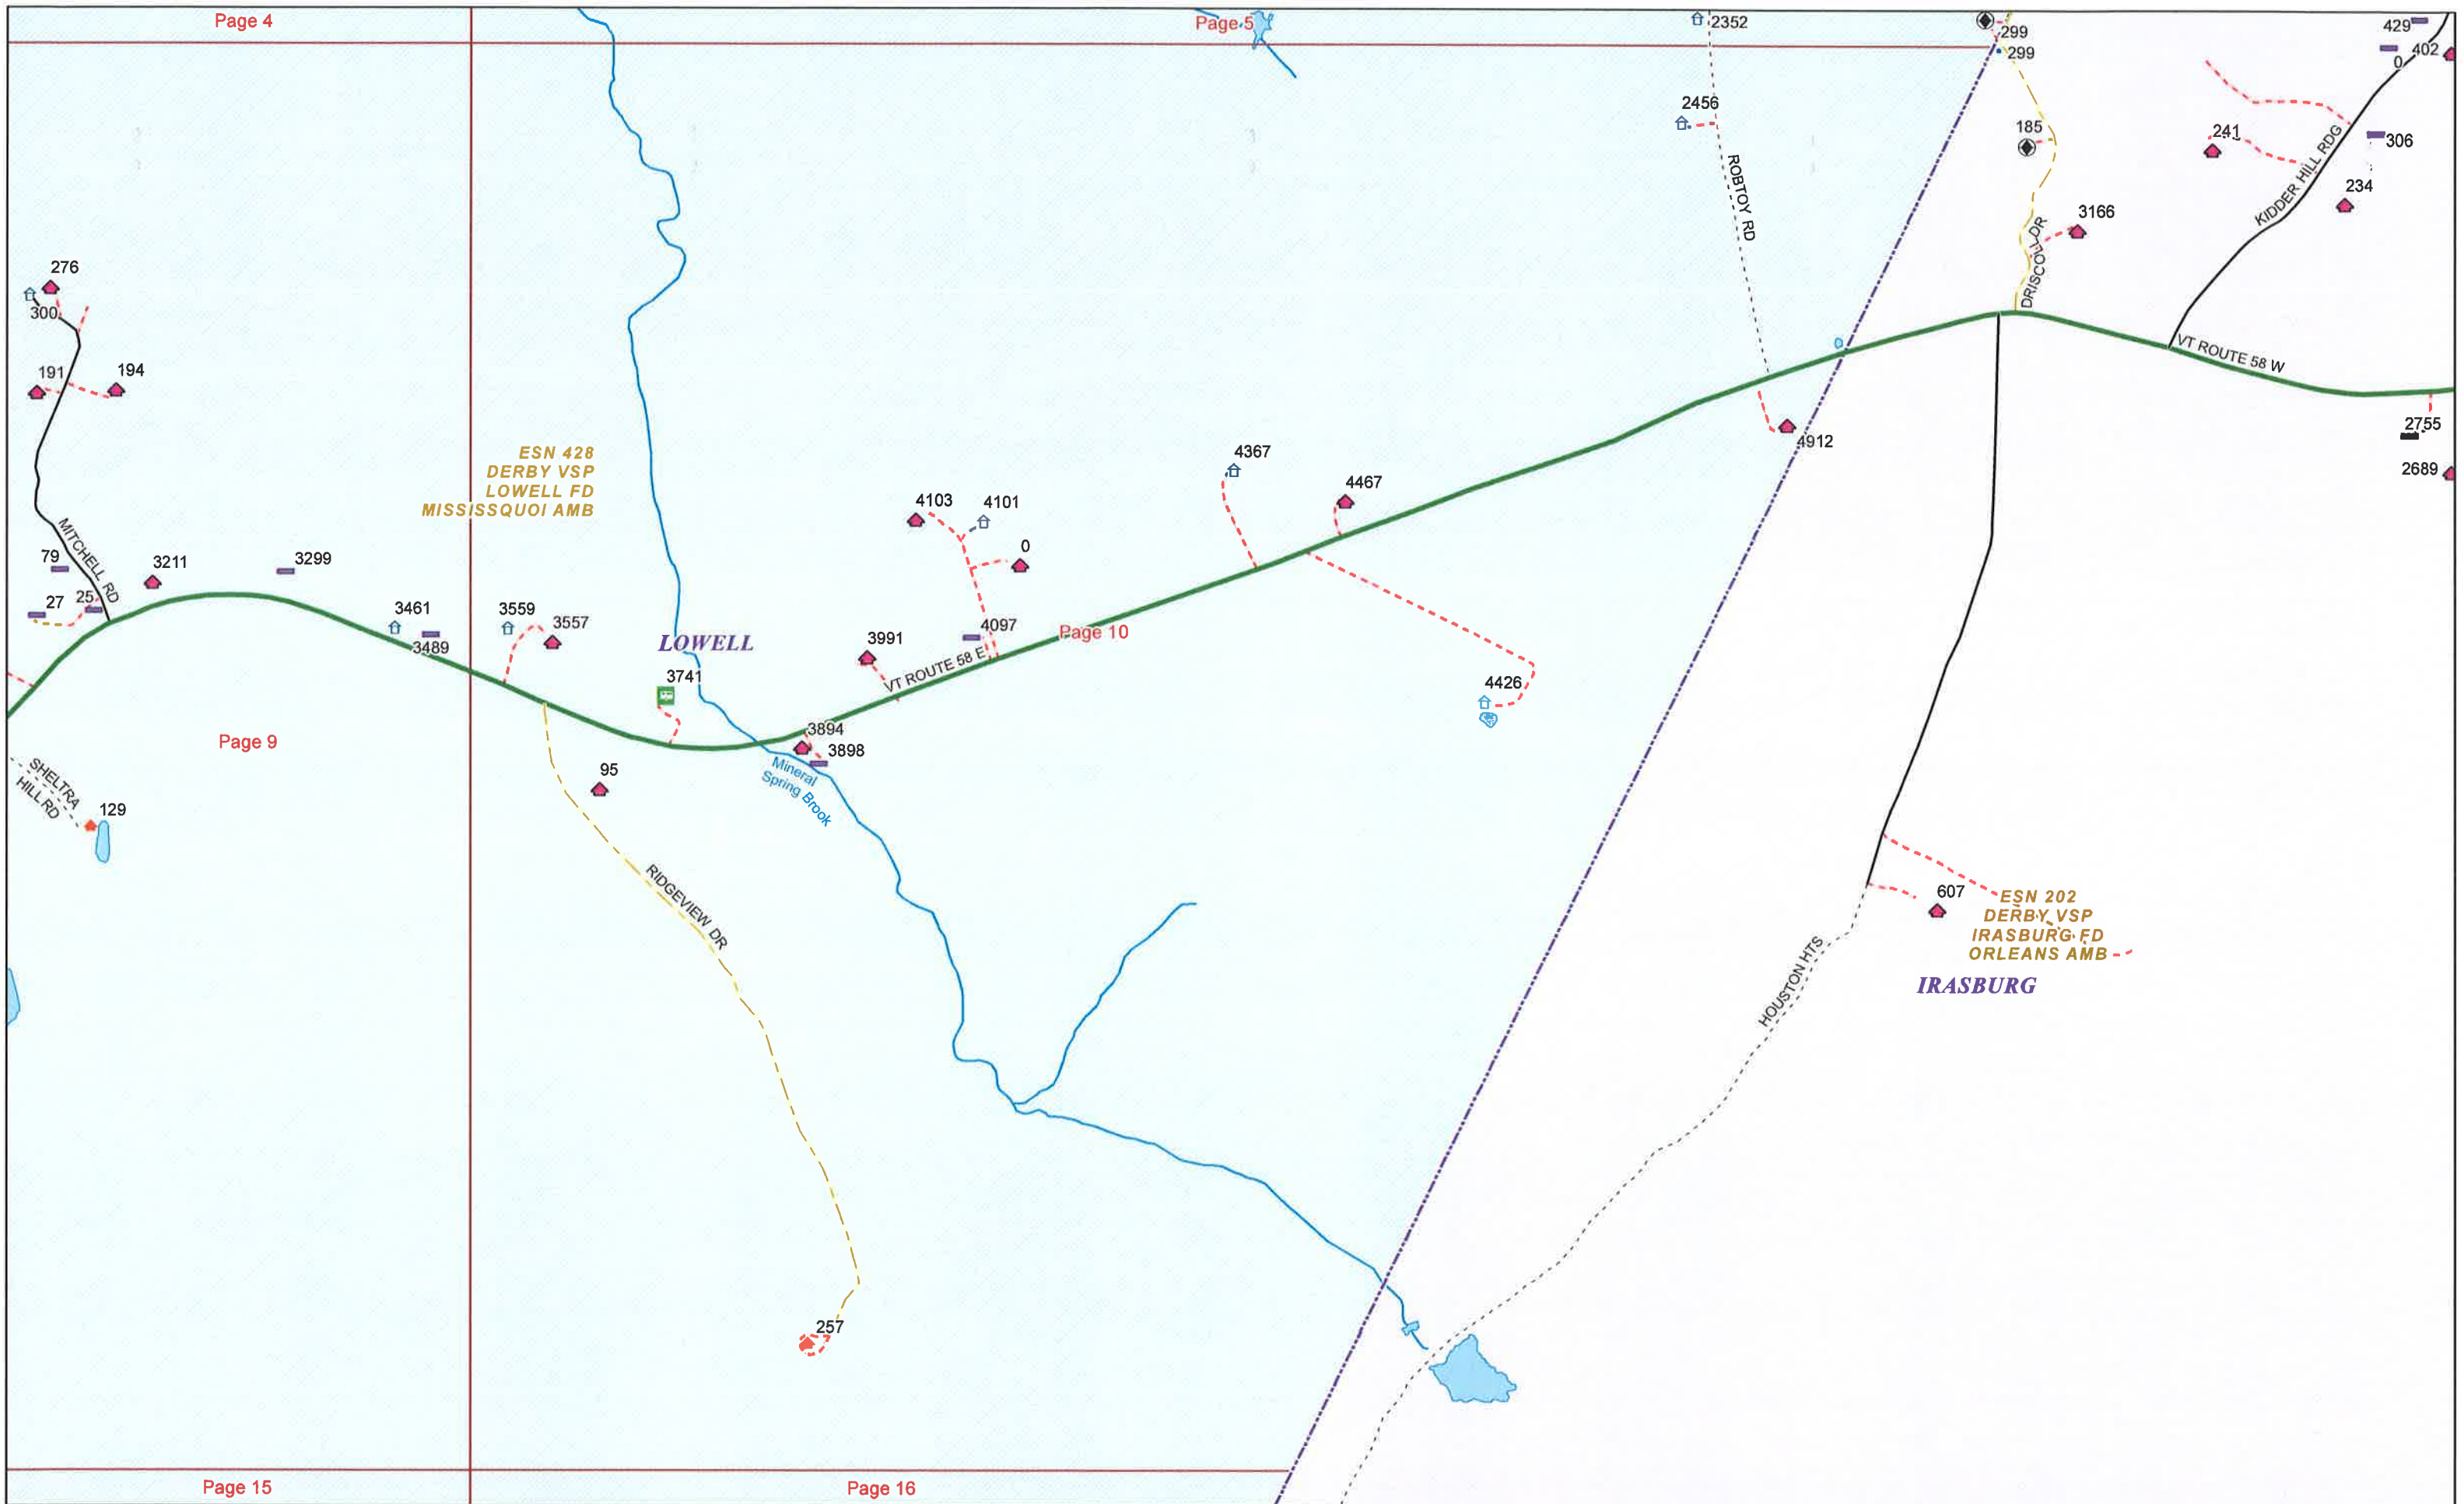 Page 4
Page 5
2352
299
299
429
402
0
2456
185
241
306
ROBTOY RD
KIDDER HILL RDG
234
3166
DRISCOLL DR
276
300
191
194
VT ROUTE 58 W
2755
2689
4912
ESN 428
DERBY VSP
LOWELL FD
MISSISSQUOI AMB
4367
4467
4103
4101
0
MITCHELL RD
79
3211
3299
27
25
3461
3489
3559
3557
LOWELL
3741
3991
4097
VT ROUTE 58 E
Page 10
4426
3894
3898
Mineral
Spring Brook
Page 9
SHELTRA
HILL RD
129
95
RIDGEVIEW DR
607
ESN 202
DERBY VSP
IRASBURG FD
ORLEANS AMB
IRASBURG
HOUSTON HTS
257
Page 15
Page 16